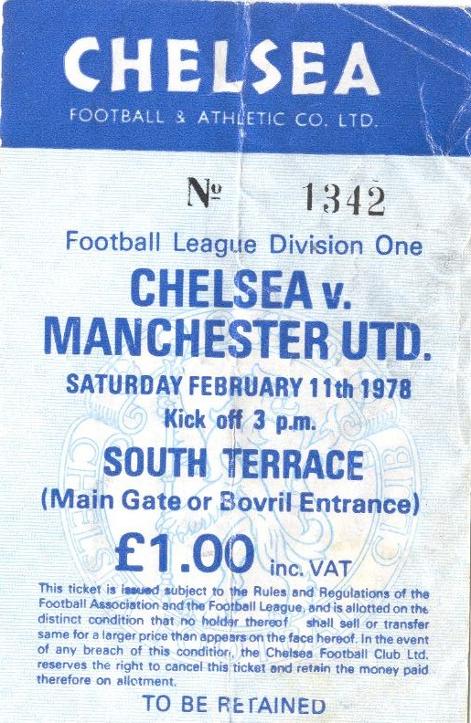 CHELSEA
FOOTBALL & ATHLETIC CO. LTD.
Nº 1342
Football League Division One
CHELSEA v.
MANCHESTER UTD.
SATURDAY FEBRUARY 11th 1978
Kick off 3 p.m.
SOUTH TERRACE
(Main Gate or Bovril Entrance)
£1.00 inc. VAT
This ticket is issued subject to the Rules and Regulations of the
Football Association and the Football League, and is allotted on the
distinct condition that no holder thereof shall sell or transfer
same for a larger price than appears on the face hereof. In the event
of any breach of this condition, the Chelsea Football Club Ltd.
reserves the right to cancel this ticket and retain the money paid
therefore on allotment.
TO BE RETAINED